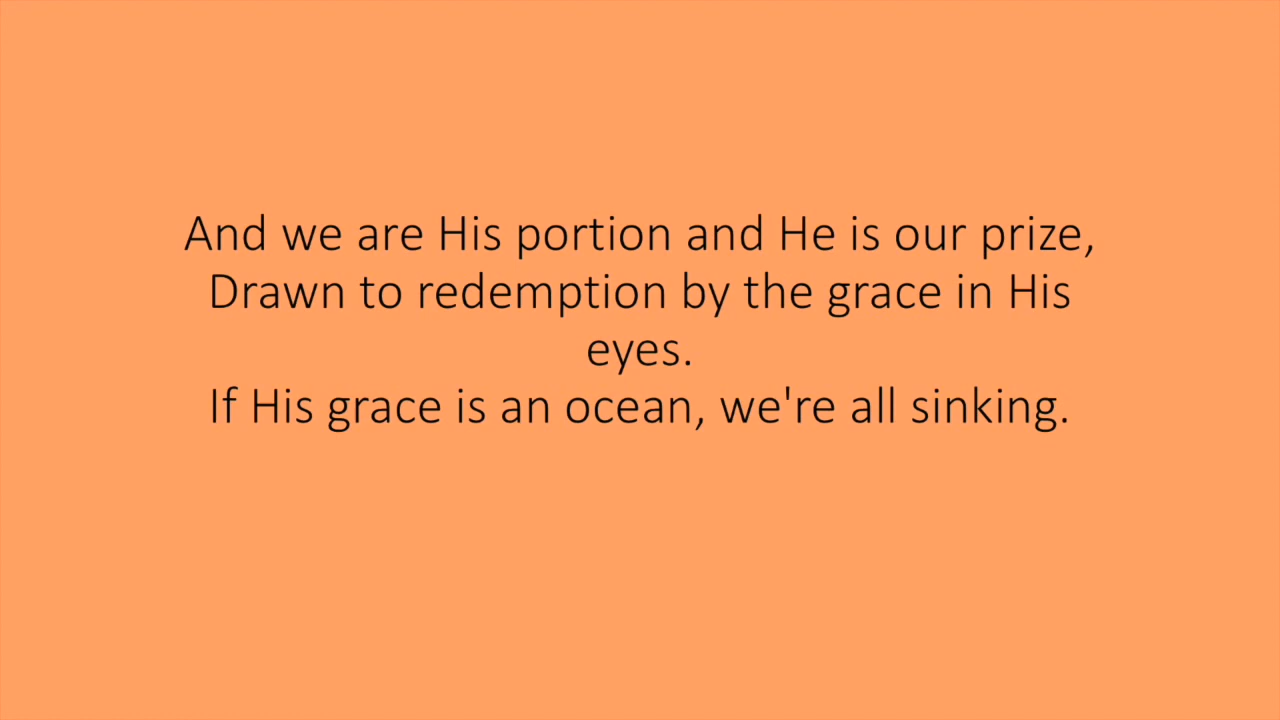 And we are His portion and He is our prize,
Drawn to redemption by the grace in His
eyes.
If His grace is an ocean, we're all sinking.